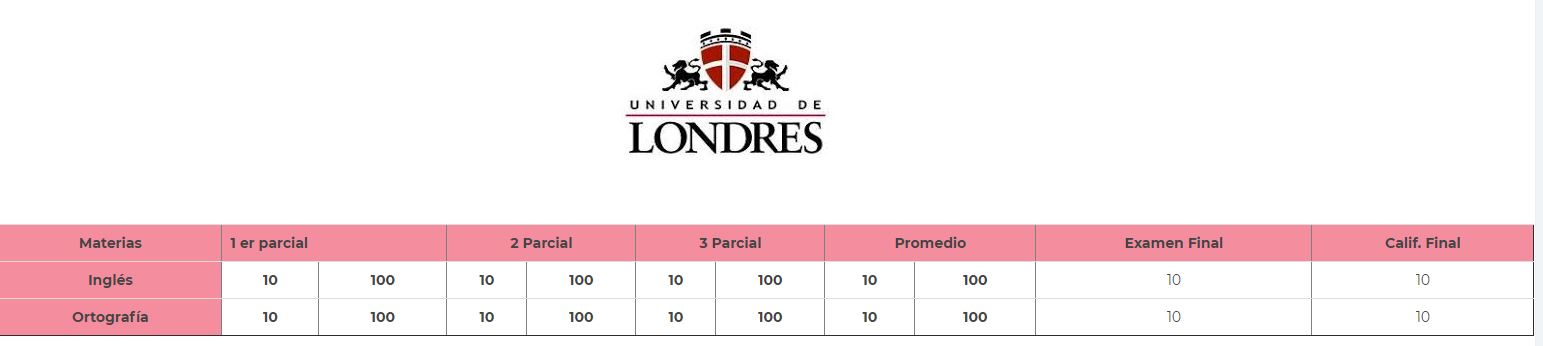 UNIVERSIDAD DE
LONDRES
Materias 1 er parcial 2 Parcial 3 Parcial Promedio Examen Final Calif. Final
Inglés 10 100 10 100 10 100 10 100 10 10
Ortografía 10 100 10 100 10 100 10 100 10 10